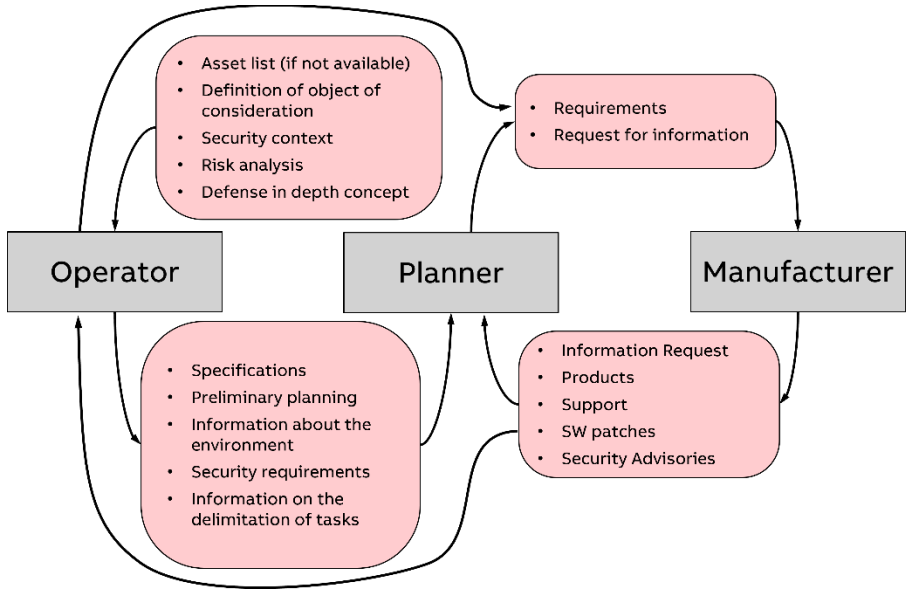 • Asset list (if not available)
• Definition of object of
consideration
• Security context
• Risk analysis
• Defense in depth concept
• Requirements
• Request for information
Operator
Planner
Manufacturer
• Specifications
• Preliminary planning
• Information about the
environment
• Security requirements
• Information on the
delimitation of tasks
• Information Request
• Products
• Support
• SW patches
• Security Advisories